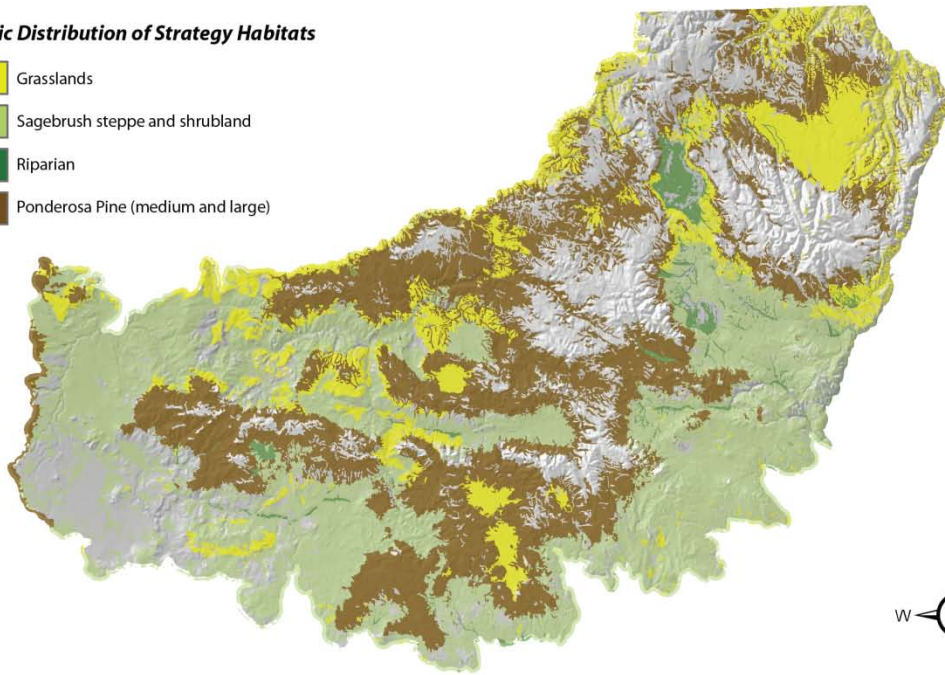 ic Distribution of Strategy Habitats
Grasslands
Sagebrush steppe and shrubland
Riparian
Ponderosa Pine (medium and large)
W